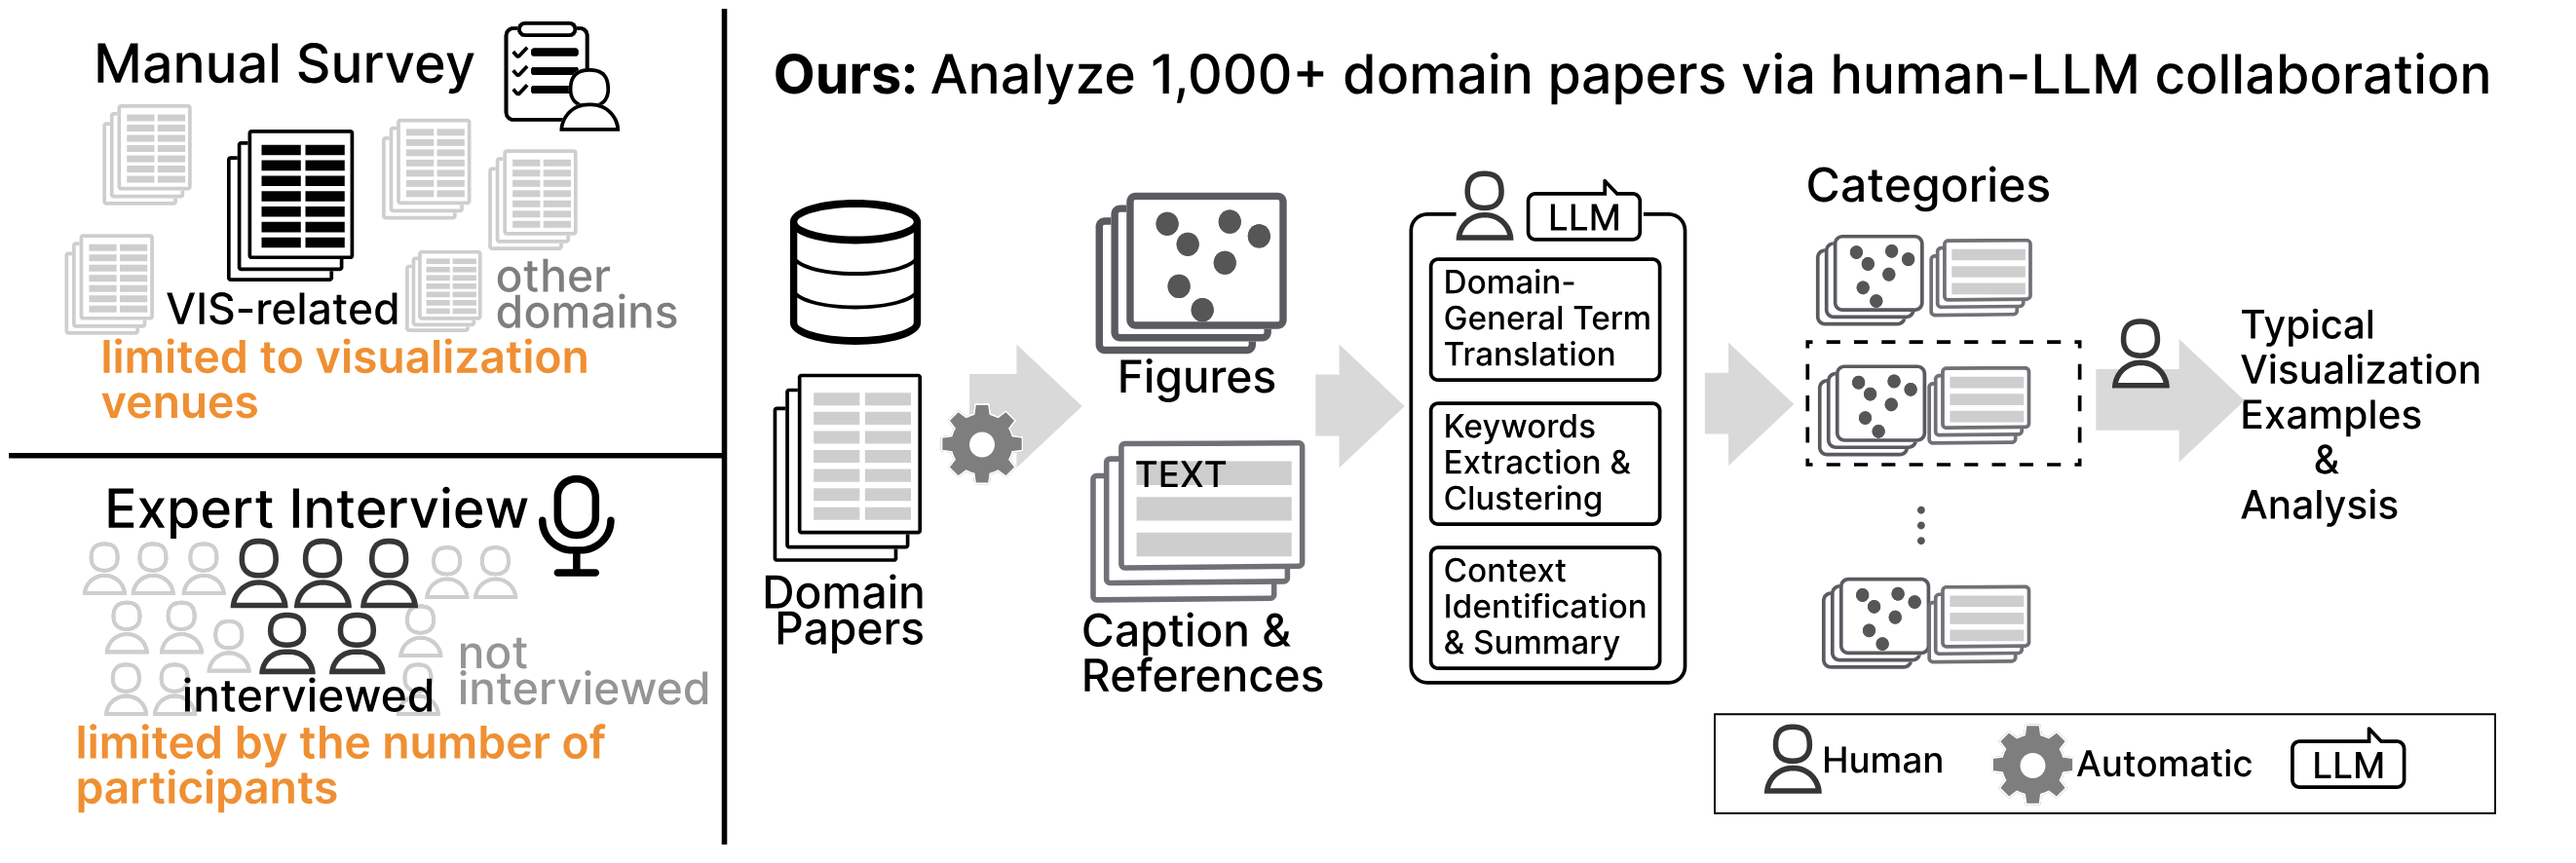 Manual Survey
VIS-related
other
domains
limited to visualization
venues
Expert Interview
interviewed
not
interviewed
limited by the number of
participants
Ours: Analyze 1,000+ domain papers via human-LLM collaboration
Domain
Papers
Figures
TEXT
Caption &
References
LLM
Domain-
General Term
Translation
Keywords
Extraction &
Clustering
Context
Identification
& Summary
Categories
Typical
Visualization
Examples
&
Analysis
Human
Automatic
LLM